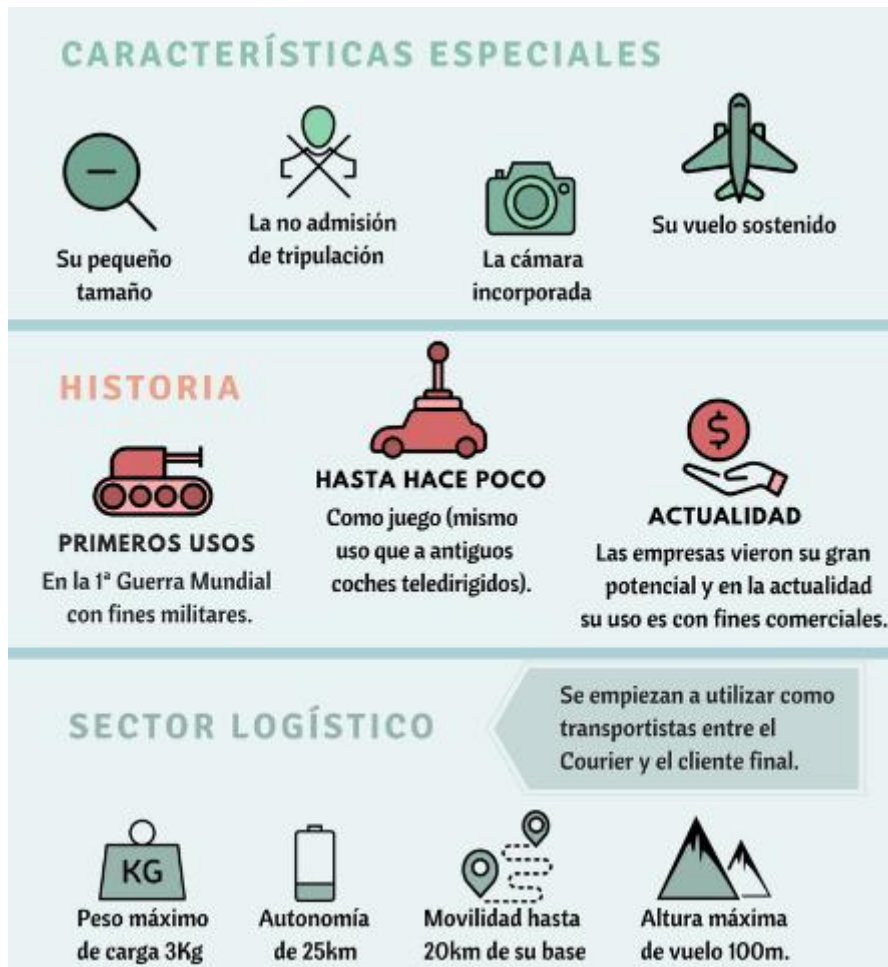 CARACTERÍSTICAS ESPECIALES
Su pequeño
tamaño
La no admisión
de tripulación
La cámara
incorporada
Su vuelo sostenido
HISTORIA
PRIMEROS USOS
En la 1ª Guerra Mundial
con fines militares.
HASTA HACE POCO
Como juego (mismo
uso que a antiguos
coches teledirigidos).
$
ACTUALIDAD
Las empresas vieron su gran
potencial y en la actualidad
su uso es con fines comerciales.
SECTOR LOGÍSTICO
Se empiezan a utilizar como
transportistas entre el
Courier y el cliente final.
KG
Peso máximo
de carga 3Kg
Autonomía
de 25km
Movilidad hasta
20km de su base
Altura máxima
de vuelo 100m.